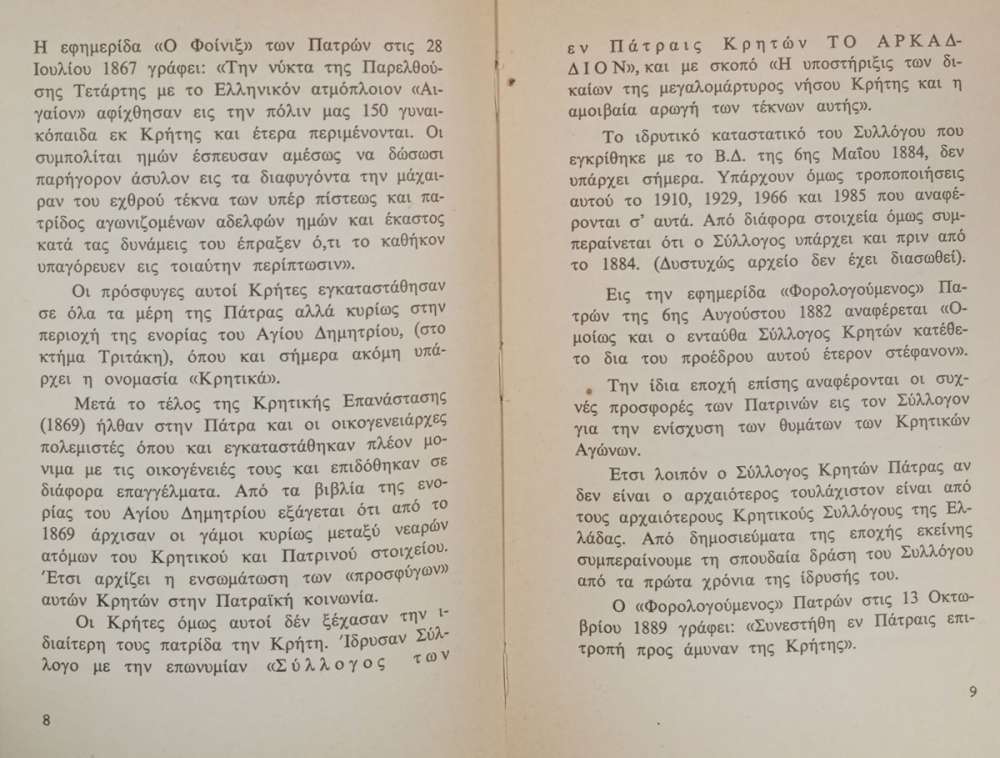 Η εφημερίδα «Ο Φοίνιξ» των Πατρών στις 28
Ιουλίου 1867 γράφει: «Την νύκτα της Παρελθού-
σης Τετάρτης με το Ελληνικόν ατμόπλοιον «Αι-
γαίον» αφίχθησαν εις την πόλιν μας 150 γυναι-
κόπαιδα εκ Κρήτης και έτερα περιμένονται. Οι
συμπολίται ημών έσπευσαν αμέσως να δώσωσι
παρήγορον άσυλον εις τα διαφυγόντα την μάχαι-
ραν του εχθρού τέκνα των υπέρ πίστεως και πα-
τρίδος αγωνιζομένων αδελφών ημών και έκαστος
κατά τας δυνάμεις του έπραξεν ό,τι το καθήκον
υπαγόρευεν εις τοιαύτην περίπτωσιν».
Οι πρόσφυγες αυτοί Κρήτες εγκαταστάθησαν
σε όλα τα μέρη της Πάτρας αλλά κυρίως στην
περιοχή της ενορίας του Αγίου Δημητρίου, (στο
κτήμα Τριτάκη), όπου και σήμερα ακόμη υπά-
ρχει η ονομασία «Κρητικά».
Μετά το τέλος της Κρητικής Επανάστασης
(1869) ήλθαν στην Πάτρα και οι οικογενειάρχες
πολεμιστές όπου και εγκαταστάθηκαν πλέον μο-
νιμα με τις οικογένειές τους και επιδόθηκαν σε
διάφορα επαγγέλματα. Από τα βιβλία της ενο-
ρίας του Αγίου Δημητρίου εξάγεται ότι από το
1869 άρχισαν οι γάμοι κυρίως μεταξύ νεαρών
ατόμων του Κρητικού και Πατρινού στοιχείου.
Έτσι αρχίζει η ενσωμάτωση των «προσφύγων»
αυτών Κρητών στην Πατραϊκή κοινωνία.
Οι Κρήτες όμως αυτοί δέν ξέχασαν την ι-
διαίτερη τους πατρίδα την Κρήτη. Ίδρυσαν Σύλ-
λογο με την επωνυμίαν «Σύλλογος των
8
εν Πάτραις Κρητών ΤΟ ΑΡΚΑΔ-
ΔΙΟΝ», και με σκοπό «Η υποστήριξις των δι-
καίων της μεγαλομάρτυρος νήσου Κρήτης και η
αμοιβαία αρωγή των τέκνων αυτής».
Το ιδρυτικό καταστατικό του Συλλόγου που
εγκρίθηκε με το Β.Δ. της 6ης Μαΐου 1884, δεν
υπάρχει σήμερα. Υπάρχουν όμως τροποποιήσεις
αυτού το 1910, 1929, 1966 και 1985 που αναφέ-
ρονται σ' αυτά. Από διάφορα στοιχεία όμως συμ-
περαίνεται ότι ο Σύλλογος υπάρχει και πριν από
το 1884. (Δυστυχώς αρχείο δεν έχει διασωθεί).
Εις την εφημερίδα «Φορολογούμενος» Πα-
τρών της 6ης Αυγούστου 1882 αναφέρεται «Ο-
μοίως και ο ενταύθα Σύλλογος Κρητών κατέθε-
το δια του προέδρου αυτού έτερον στέφανον».
Την ίδια εποχή επίσης αναφέρονται οι συχ-
νές προσφορές των Πατρινών εις τον Σύλλογον
για την ενίσχυση των θυμάτων των Κρητικών
Αγώνων.
Ετσι λοιπόν ο Σύλλογος Κρητών Πάτρας αν
δεν είναι ο αρχαιότερος τουλάχιστον είναι από
τους αρχαιότερους Κρητικούς Συλλόγους της Ελ-
λάδας. Από δημοσιεύματα της εποχής εκείνης
συμπεραίνουμε τη σπουδαία δράση του Συλλόγου
από τα πρώτα χρόνια της ίδρυσής του.
Ο «Φορολογούμενος» Πατρών στις 13 Οκτω-
βρίου 1889 γράφει: «Συνεστήθη εν Πάτραις επι-
τροπή προς άμυναν της Κρήτης».
9